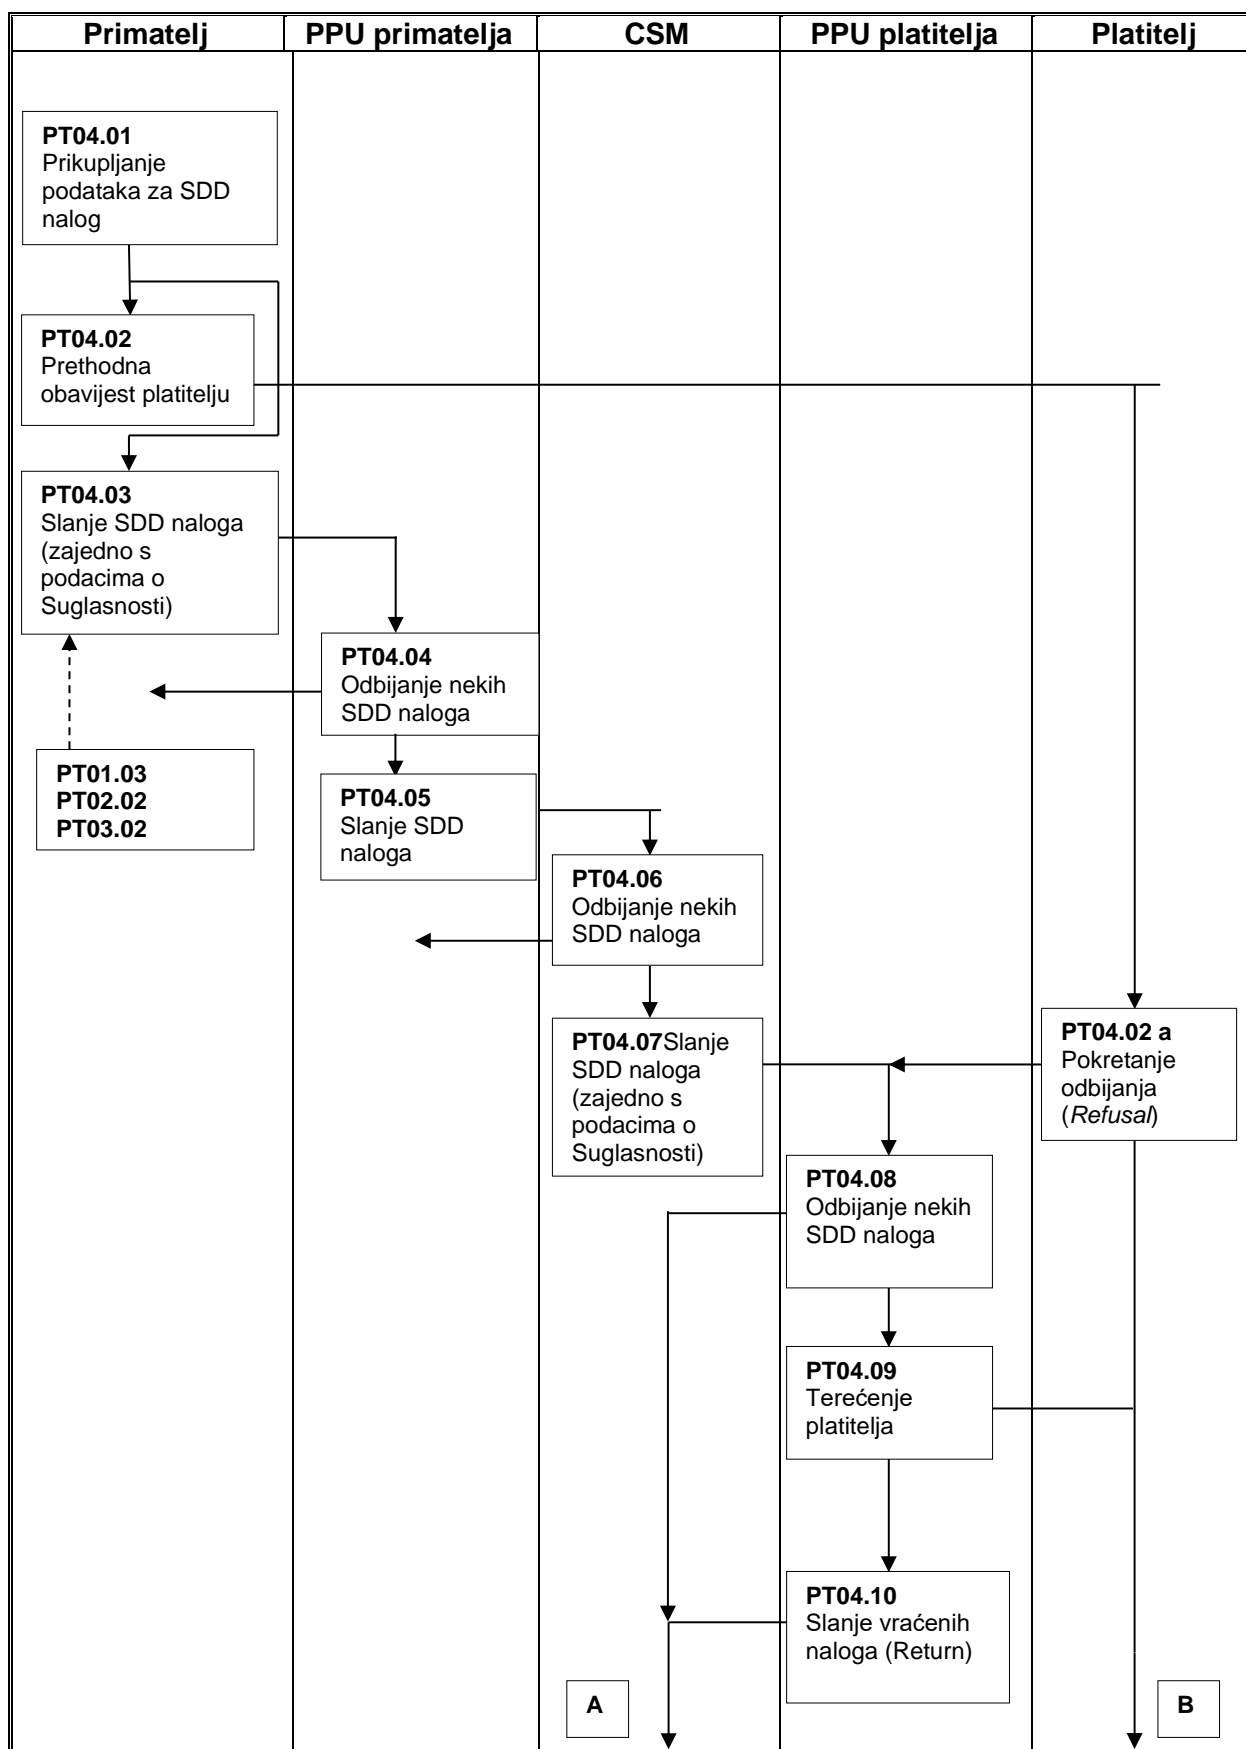 Primatelj
PPU primatelja
CSM
PPU platitelja
Platitelj
PT04.01
Prikupljanje
podataka za SDD
nalog
PT04.02
Prethodna
obavijest platitelju
PT04.03
Slanje SDD naloga
(zajedno s
podacima o
Suglasnosti)
PT04.04
Odbijanje nekih
SDD naloga
PT01.03
PT02.02
PT03.02
PT04.05
Slanje SDD
naloga
PT04.06
Odbijanje nekih
SDD naloga
PT04.07Slanje
SDD naloga
(zajedno s
podacima o
Suglasnosti)
PT04.02 a
Pokretanje
odbijanja
(Refusal)
PT04.08
Odbijanje nekih
SDD naloga
PT04.09
Terećenje
platitelja
PT04.10
Slanje vraćenih
naloga (Return)
A
B